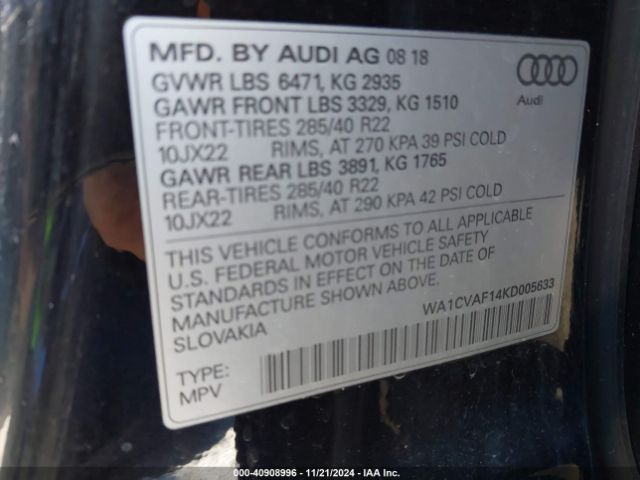 MFD. BY AUDI AG 08 18
GVWR LBS 6471, KG 2935
GAWR FRONT LBS 3329, KG 1510
FRONT-TIRES 285/40 R22
10JX22 RIMS, AT 270 KPA 39 PSI COLD
GAWR REAR LBS 3891, KG 1765
REAR-TIRES 285/40 R22
10JX22 RIMS, AT 290 KPA 42 PSI COLD
Audi
THIS VEHICLE CONFORMS TO ALL APPLICABLE
U.S. FEDERAL MOTOR VEHICLE SAFETY
STANDARDS IN EFFECT ON THE DATE OF
MANUFACTURE SHOWN ABOVE.
SLOVAKIA
WA1CVAF14KD005633
TYPE:
MPV
000-40908996 - 11/21/2024 - IAA Inc.